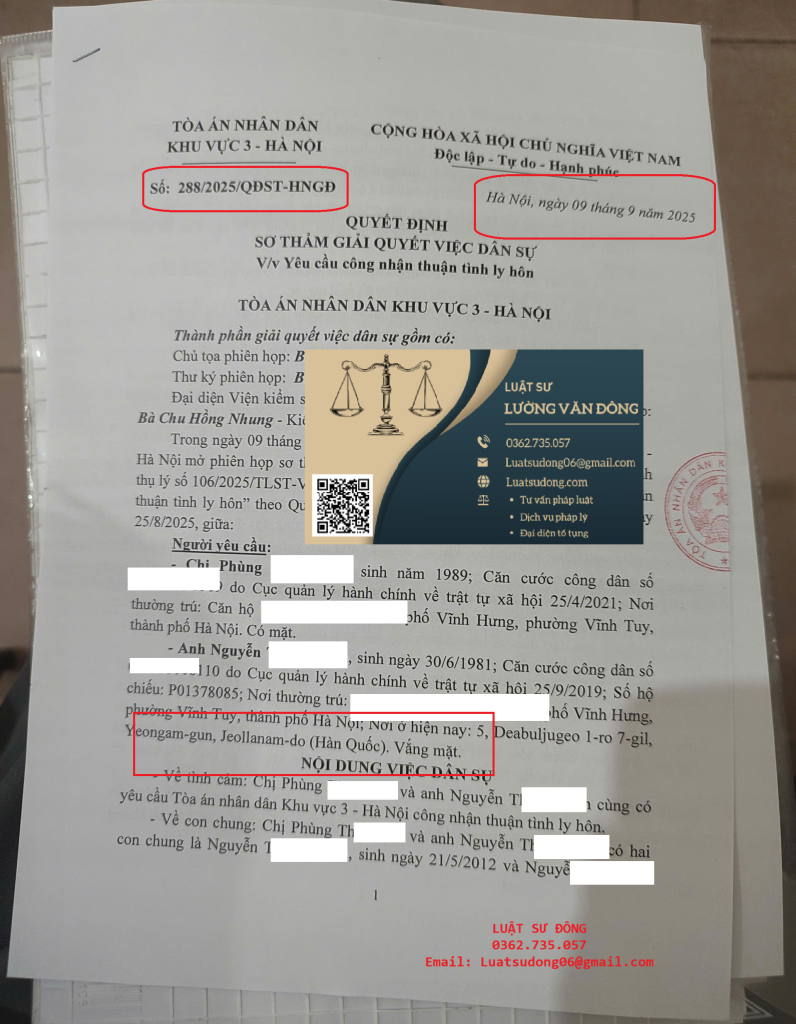 TÒA ÁN NHÂN DÂN
KHU VỰC 3 - HÀ NỘI
Số: 288/2025/QĐST-HNGĐ
CỘNG HÒA XÃ HỘI CHỦ NGHĨA VIỆT NAM
Độc lập - Tự do - Hạnh phúc
Hà Nội, ngày 09 tháng 9 năm 2025
QUYẾT ĐỊNH
SƠ THẨM GIẢI QUYẾT VIỆC DÂN SỰ
V/v Yêu cầu công nhận thuận tình ly hôn
TÒA ÁN NHÂN DÂN KHU VỰC 3 - HÀ NỘI
Thành phần giải quyết việc dân sự gồm có:
Chủ tọa phiên họp: B
Thư ký phiên họp: B
Đại diện Viện kiểm s
Bà Chu Hồng Nhung - Kiể
Trong ngày 09 tháng
Hà Nội mở phiên họp sơ th
thụ lý số 106/2025/TLST-V
thuận tình ly hôn” theo Qu
25/8/2025, giữa:
LUẬT SƯ
LƯỜNG VĂN ĐÔNG
0362.735.057
Luatsudong06@gmail.com
Luatsudong.com
• Tư vấn pháp luật
• Dịch vụ pháp lý
• Đại diện tố tụng
TÒA ÁN NHÂN DÂN K
Người yêu cầu:
- Chị Phùng sinh năm 1989; Căn cước công dân số
do Cục quản lý hành chính về trật tự xã hội 25/4/2021; Nơi
thường trú: Căn hộ phố Vĩnh Hưng, phường Vĩnh Tuy,
thành phố Hà Nội. Có mặt.
- Anh Nguyễn , sinh ngày 30/6/1981; Căn cước công dân số
110 do Cục quản lý hành chính về trật tự xã hội 25/9/2019; Số hộ
chiếu: P01378085; Nơi thường trú: phố Vĩnh Hưng,
phường Vĩnh Tuy, thành phố Hà Nội; Nơi ở hiện nay: 5, Deabuljugeo 1-ro 7-gil,
Yeongam-gun, Jeollanam-do (Hàn Quốc). Vắng mặt.
NỘI DUNG VIỆC DÂN SỰ
- Về tình cảm: Chị Phùng và anh Nguyễn Th cùng có
yêu cầu Tòa án nhân dân Khu vực 3 - Hà Nội công nhận thuận tình ly hôn.
- Về con chung: Chị Phùng Th và anh Nguyễn Th có hai
con chung là Nguyễn T , sinh ngày 21/5/2012 và Nguyễ
1
LUẬT SƯ ĐÔNG
0362.735.057
Email: Luatsudong06@gmail.com